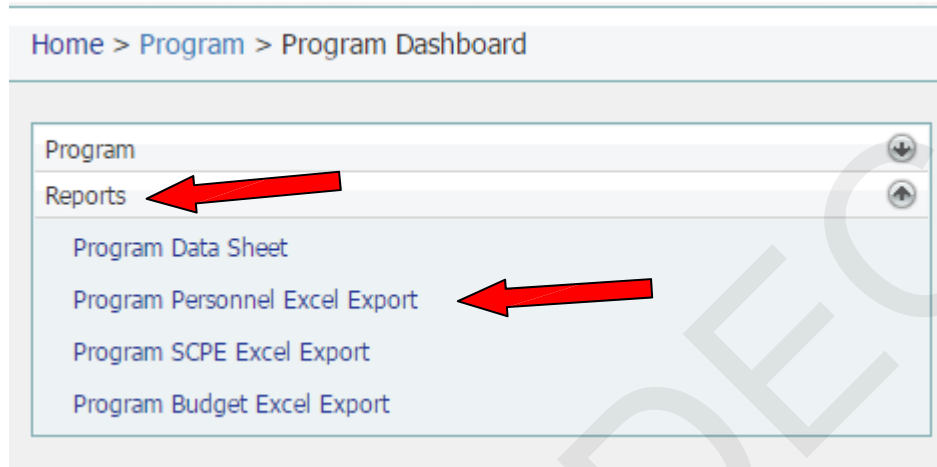 Home > Program > Program Dashboard
Program
Reports
Program Data Sheet
Program Personnel Excel Export
Program SCPE Excel Export
Program Budget Excel Export
DEC